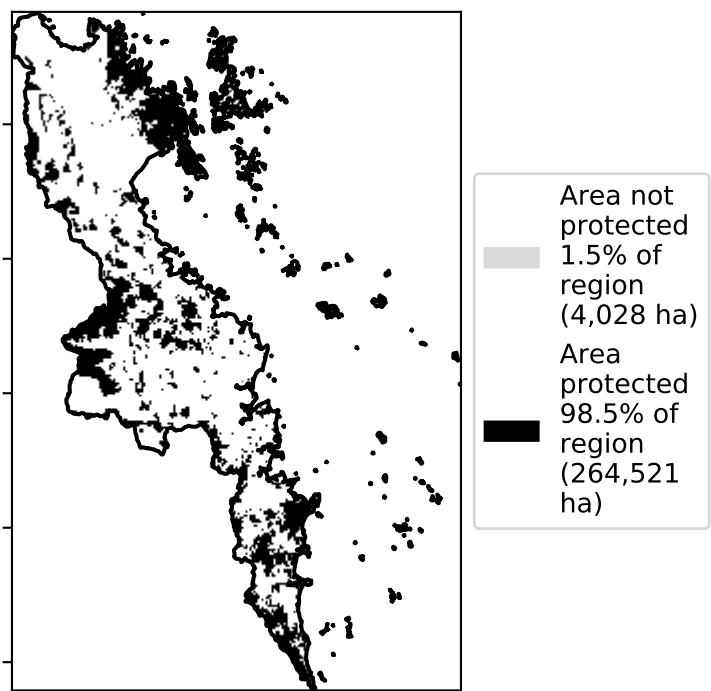 Area not
protected
1.5% of
region
(4,028 ha)
Area
protected
98.5% of
region
(264,521
ha)